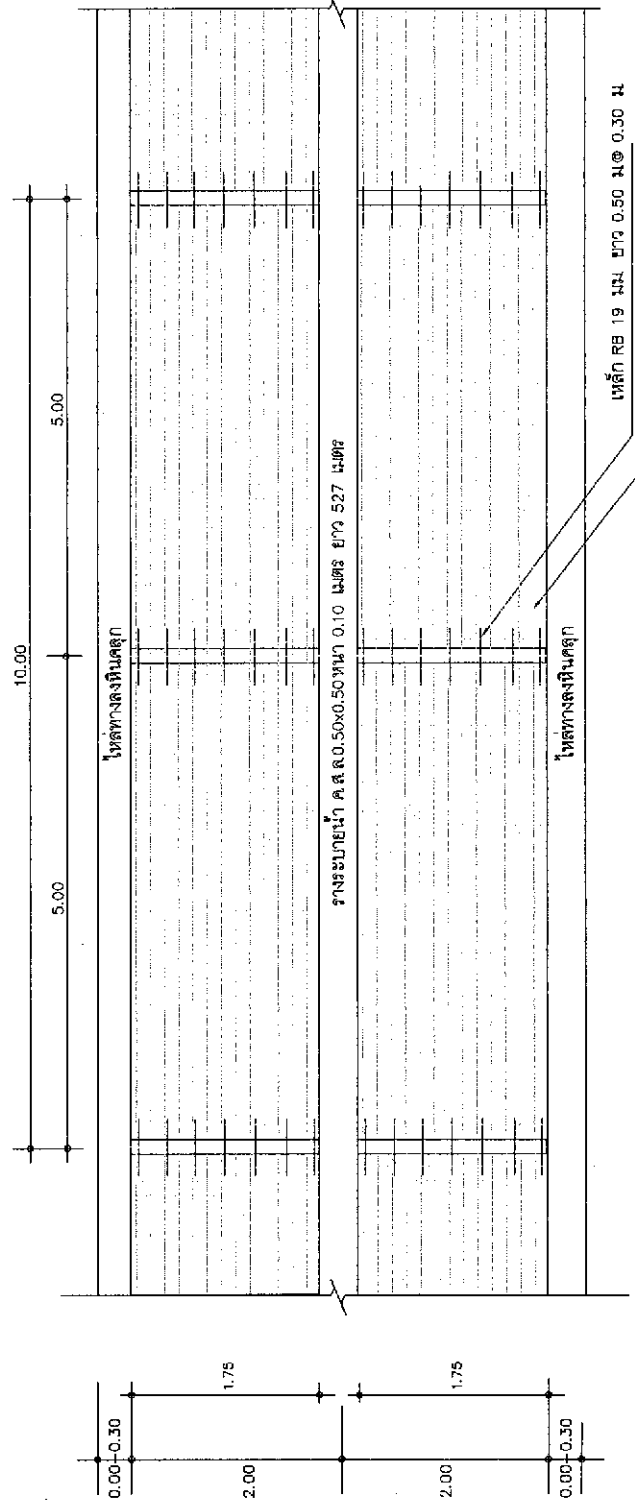 10.00
5.00
5.00
ไหล่ทางลงหินคลุก
รางระบายน้ำ ค.ส.ล.0.50x0.50 หนา 0.10 เมตร ยาว 527 เมตร
ไหล่ทางลงหินคลุก
เหล็ก RB 19 มม. ยาว 0.50 ม@ 0.30 ม
0.00-0.30
2.00
2.00
0.00-0.30
1.75
1.75